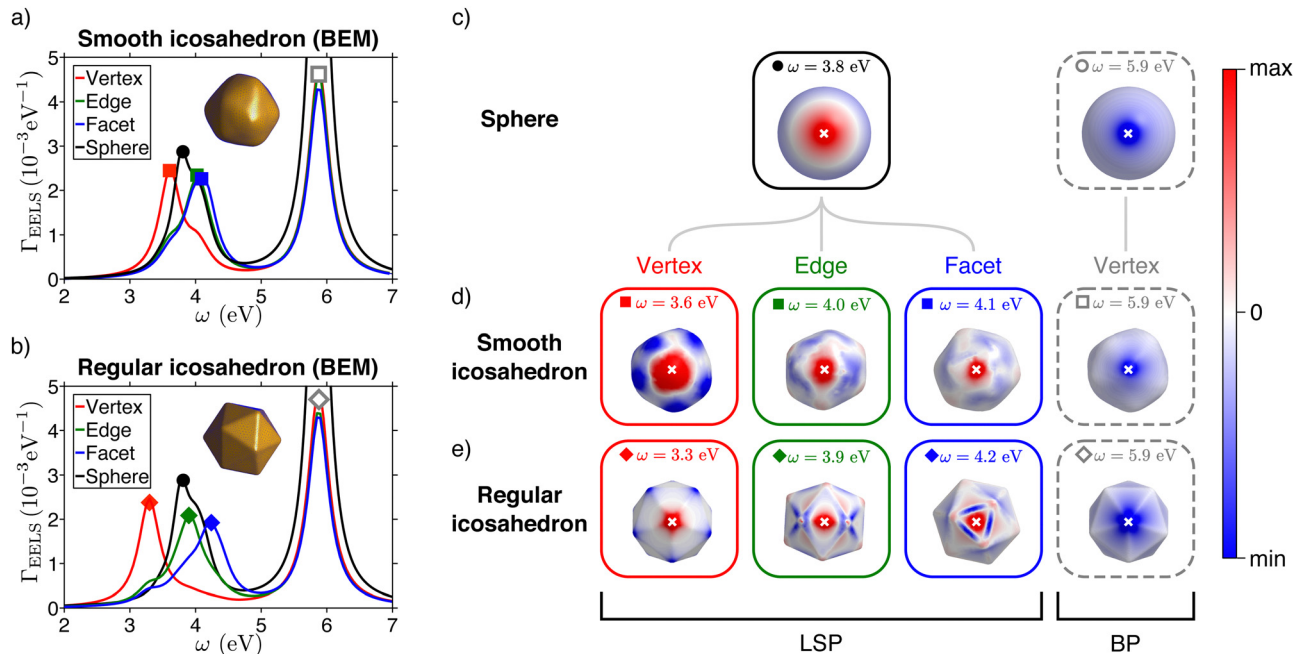 a)
Smooth icosahedron (BEM)
Γ_EELS (10⁻³eV⁻¹)
5
4
3
2
1
0
Vertex
Edge
Facet
Sphere
2 3 4 5 6 7
ω (eV)
b)
Regular icosahedron (BEM)
Γ_EELS (10⁻³eV⁻¹)
5
4
3
2
1
0
Vertex
Edge
Facet
Sphere
2 3 4 5 6 7
ω (eV)
c)
Sphere
ω = 3.8 eV
ω = 5.9 eV
Vertex Edge Facet Vertex
d)
Smooth
icosahedron
ω = 3.6 eV
ω = 4.0 eV
ω = 4.1 eV
ω = 5.9 eV
e)
Regular
icosahedron
ω = 3.3 eV
ω = 3.9 eV
ω = 4.2 eV
ω = 5.9 eV
LSP
BP
max
0
min